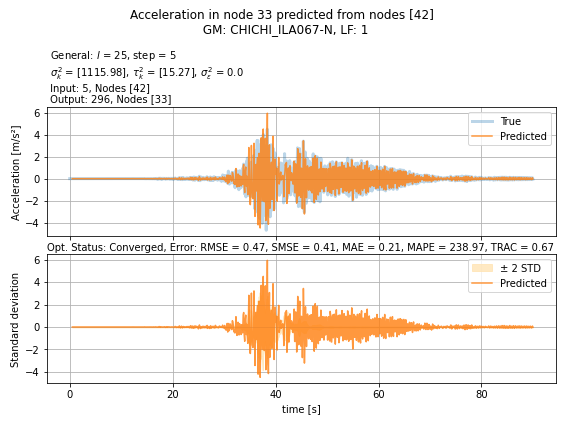 Acceleration in node 33 predicted from nodes [42]
GM: CHICHI_ILA067-N, LF: 1
General: l = 25, step = 5
σ²ₖ = [1115.98], τ²ₖ = [15.27], σ²ε = 0.0
Input: 5, Nodes [42]
Output: 296, Nodes [33]
6
4
2
0
−2
−4
Acceleration [m/s²]
True
Predicted
Opt. Status: Converged, Error: RMSE = 0.47, SMSE = 0.41, MAE = 0.21, MAPE = 238.97, TRAC = 0.67
6
4
2
0
−2
−4
Standard deviation
± 2 STD
Predicted
0 20 40 60 80
time [s]